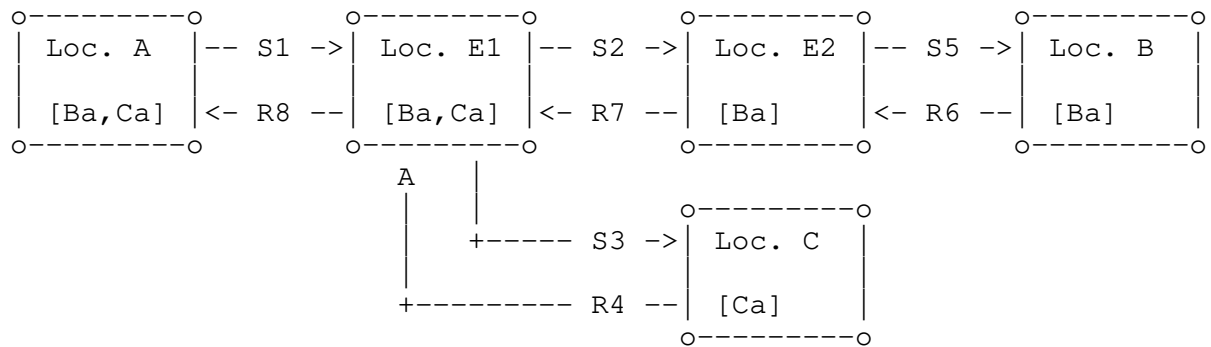 o---------o        o---------o        o---------o        o---------o
| Loc. A  |-- S1 ->| Loc. E1 |-- S2 ->| Loc. E2 |-- S5 ->| Loc. B  |
|         |        |         |        |         |        |         |
| [Ba,Ca] |<- R8 --| [Ba,Ca] |<- R7 --| [Ba]    |<- R6 --| [Ba]    |
o---------o        o---------o        o---------o        o---------o
                     A   |
                     |   |            o---------o
                     |   +----- S3 ->| Loc. C  |
                     |                |         |
                     +--------- R4 --| [Ca]    |
                                      o---------o